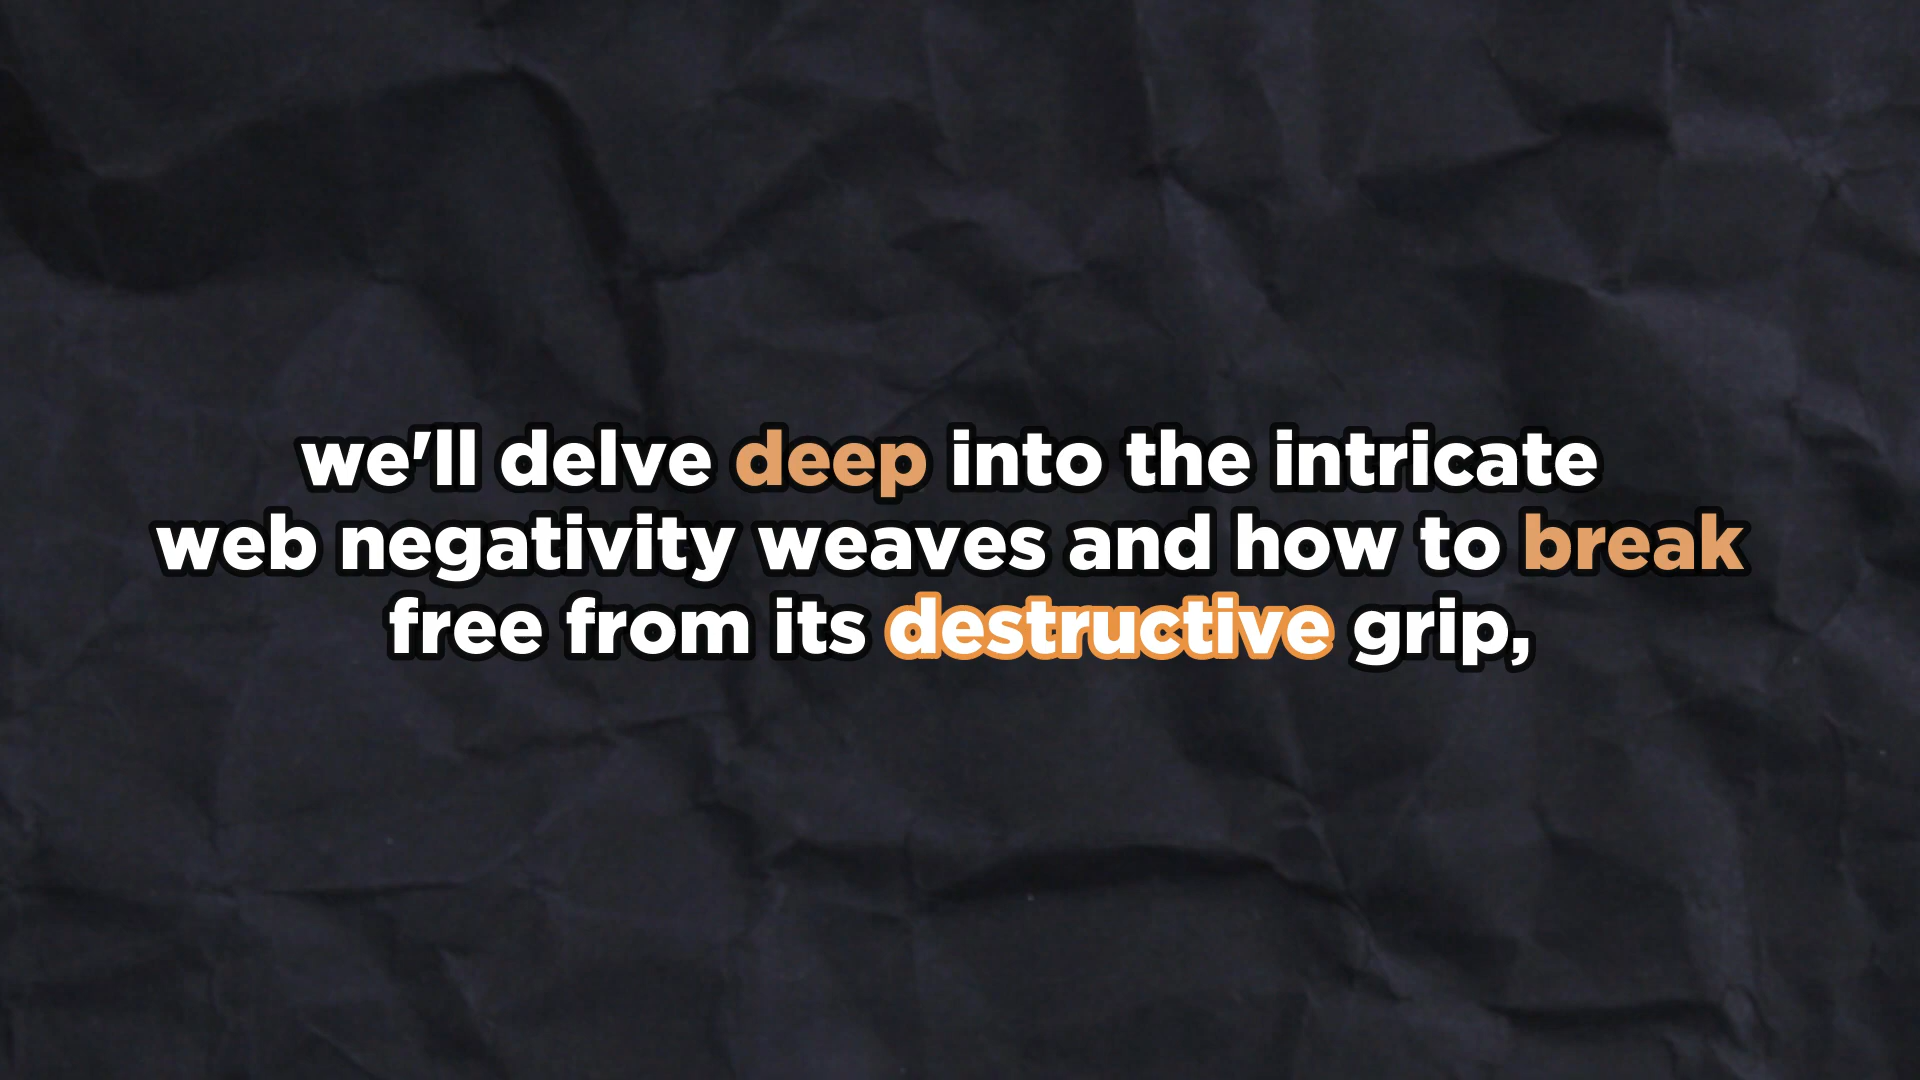 we'll delve deep into the intricate
web negativity weaves and how to break
free from its destructive grip,